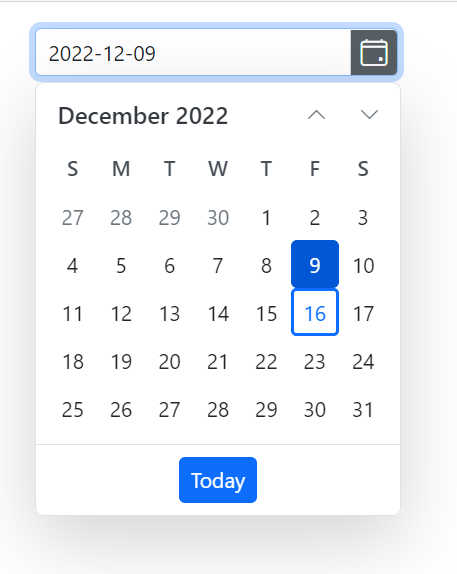 2022-12-09
December 2022
S M T W T F S
27 28 29 30 1 2 3
4 5 6 7 8 9 10
11 12 13 14 15 16 17
18 19 20 21 22 23 24
25 26 27 28 29 30 31
Today